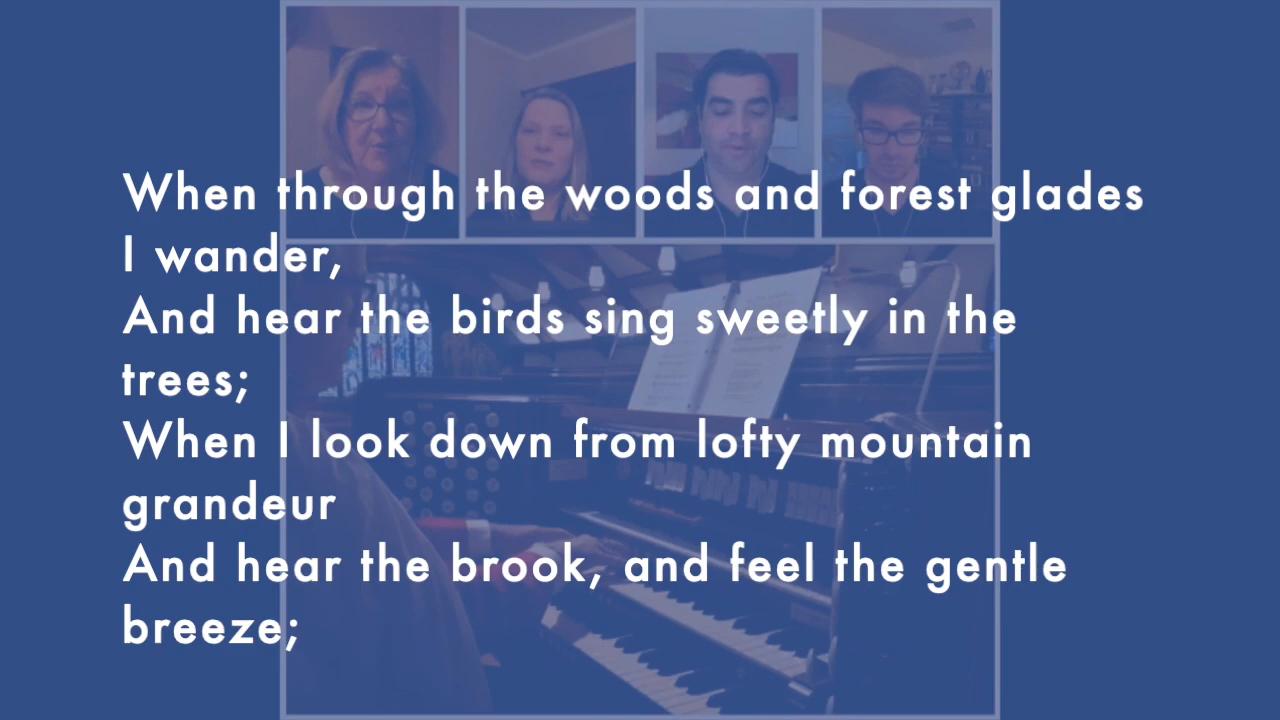 When through the woods and forest glades
I wander,
And hear the birds sing sweetly in the
trees;
When I look down from lofty mountain
grandeur
And hear the brook, and feel the gentle
breeze;